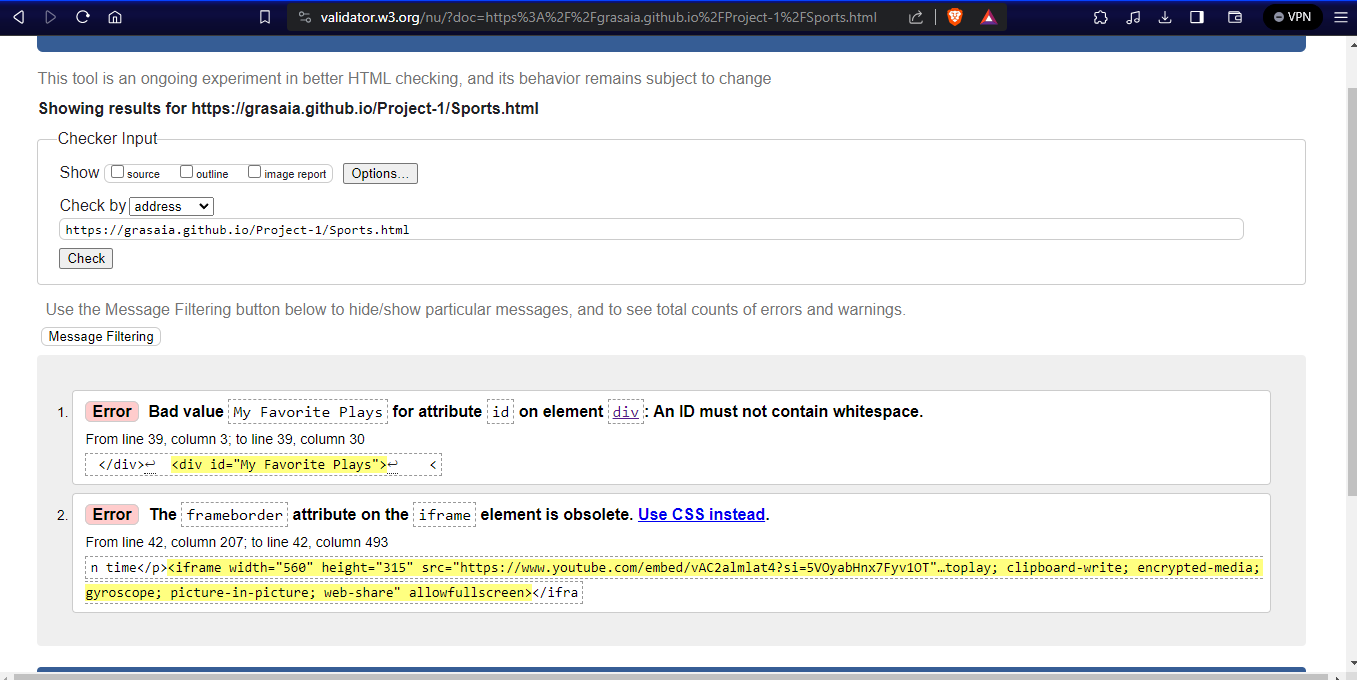 validator.w3.org/nu/?doc=https%3A%2F%2Fgrasaia.github.io%2FProject-1%2FSports.html
VPN
This tool is an ongoing experiment in better HTML checking, and its behavior remains subject to change
Showing results for https://grasaia.github.io/Project-1/Sports.html
Checker Input
Show source outline image report Options...
Check by address
https://grasaia.github.io/Project-1/Sports.html
Check
Use the Message Filtering button below to hide/show particular messages, and to see total counts of errors and warnings.
Message Filtering
1. Error Bad value My Favorite Plays for attribute id on element div: An ID must not contain whitespace.
From line 39, column 3; to line 39, column 30
</div>↩ <div id="My Favorite Plays">↩ <
2. Error The frameborder attribute on the iframe element is obsolete. Use CSS instead.
From line 42, column 207; to line 42, column 493
n time</p><iframe width="560" height="315" src="https://www.youtube.com/embed/vAC2almlat4?si=5VOyabHnx7Fyv1OT"…toplay; clipboard-write; encrypted-media;
gyroscope; picture-in-picture; web-share" allowfullscreen></ifra